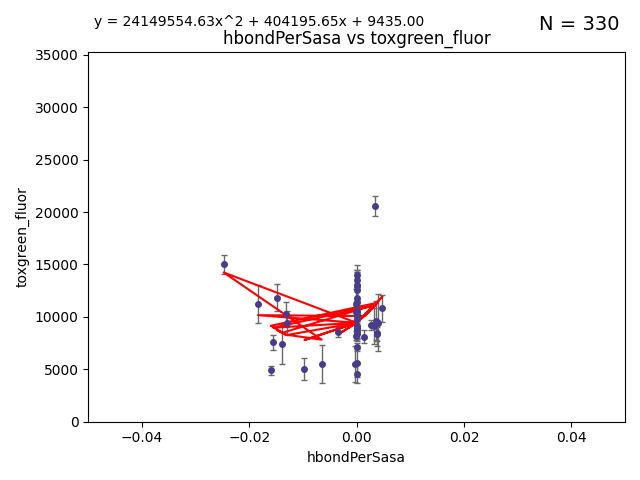 y = 24149554.63x^2 + 404195.65x + 9435.00
N = 330
hbondPerSasa vs toxgreen_fluor
35000
30000
25000
20000
15000
10000
5000
0
toxgreen_fluor
−0.04
−0.02
0.00
0.02
0.04
hbondPerSasa